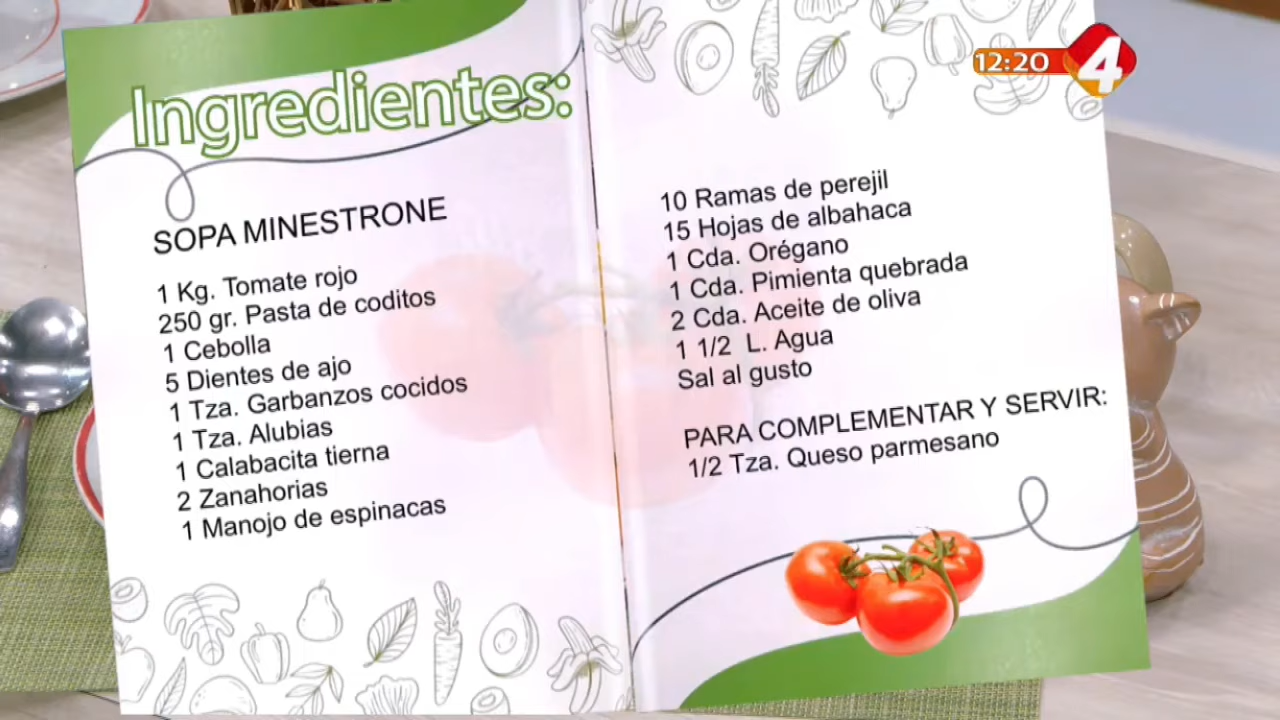 Ingredientes:
SOPA MINESTRONE
1 Kg. Tomate rojo
250 gr. Pasta de coditos
1 Cebolla
5 Dientes de ajo
1 Tza. Garbanzos cocidos
1 Tza. Alubias
1 Calabacita tierna
2 Zanahorias
1 Manojo de espinacas
10 Ramas de perejil
15 Hojas de albahaca
1 Cda. Orégano
1 Cda. Pimienta quebrada
2 Cda. Aceite de oliva
1 1/2 L. Agua
Sal al gusto
PARA COMPLEMENTAR Y SERVIR:
1/2 Tza. Queso parmesano
12:20
4